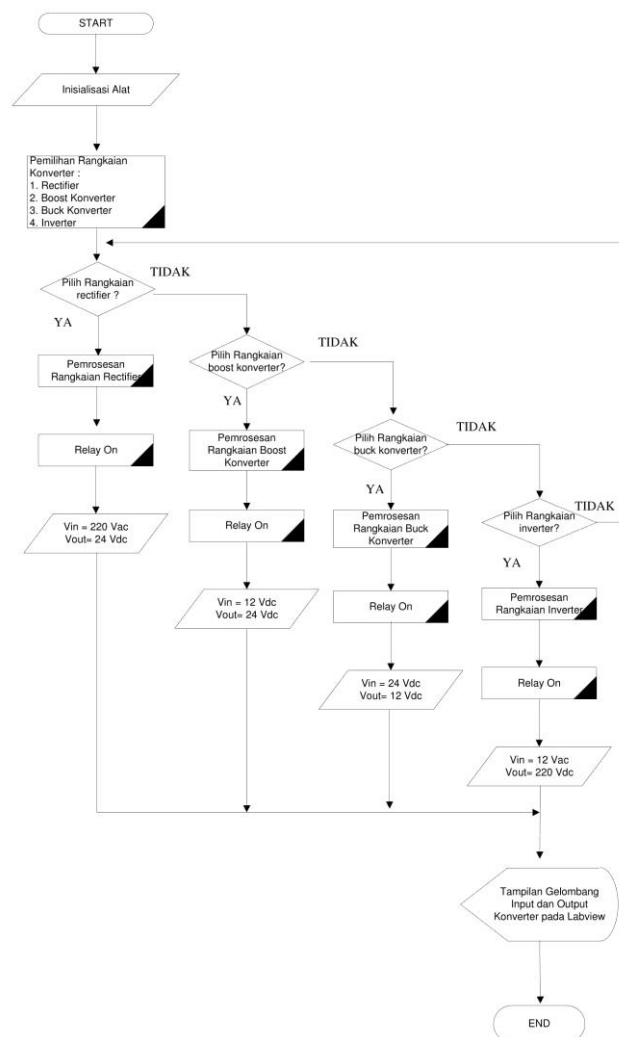 START
Inisialisasi Alat
Pemilihan Rangkaian
Konverter :
1. Rectifier
2. Boost Konverter
3. Buck Konverter
4. Inverter
Pilih Rangkaian
rectifier ?
TIDAK
YA
Pemrosesan
Rangkaian Rectifier
Relay On
Vin = 220 Vac
Vout= 24 Vdc
Pilih Rangkaian
boost konverter?
TIDAK
YA
Pemrosesan
Rangkaian Boost
Konverter
Relay On
Vin = 12 Vdc
Vout= 24 Vdc
Pilih Rangkaian
buck konverter?
TIDAK
YA
Pemrosesan
Rangkaian Buck
Konverter
Relay On
Vin = 24 Vdc
Vout= 12 Vdc
Pilih Rangkaian
inverter?
TIDAK
YA
Pemrosesan
Rangkaian Inverter
Relay On
Vin = 12 Vac
Vout= 220 Vdc
Tampilan Gelombang
Input dan Output
Konverter pada Labview
END